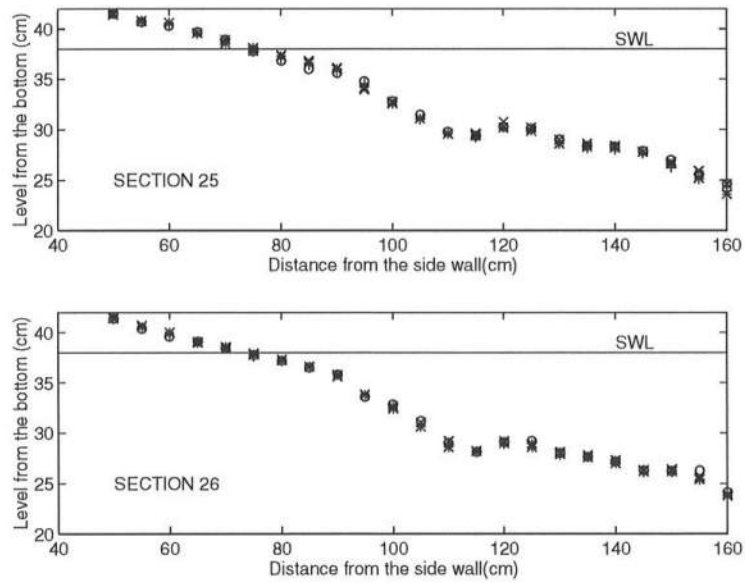 Level from the bottom (cm)
40
35
30
25
20
SWL
SECTION 25
40 60 80 100 120 140 160
Distance from the side wall(cm)
Level from the bottom (cm)
40
35
30
25
20
SWL
SECTION 26
40 60 80 100 120 140 160
Distance from the side wall(cm)